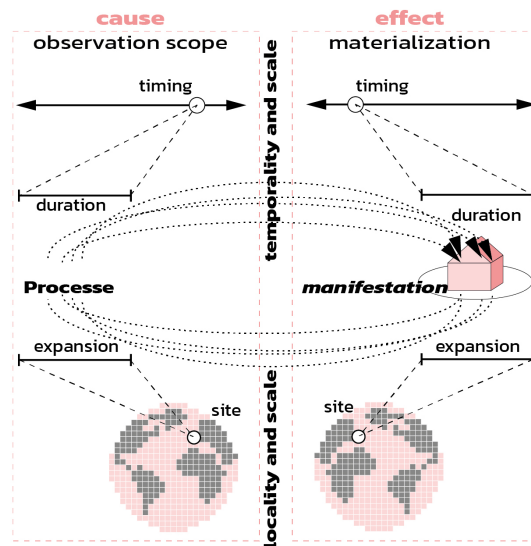 cause
effect
observation scope
materialization
timing
timing
temporality and scale
duration
duration
Processe
manifestation
expansion
expansion
site
site
locality and scale